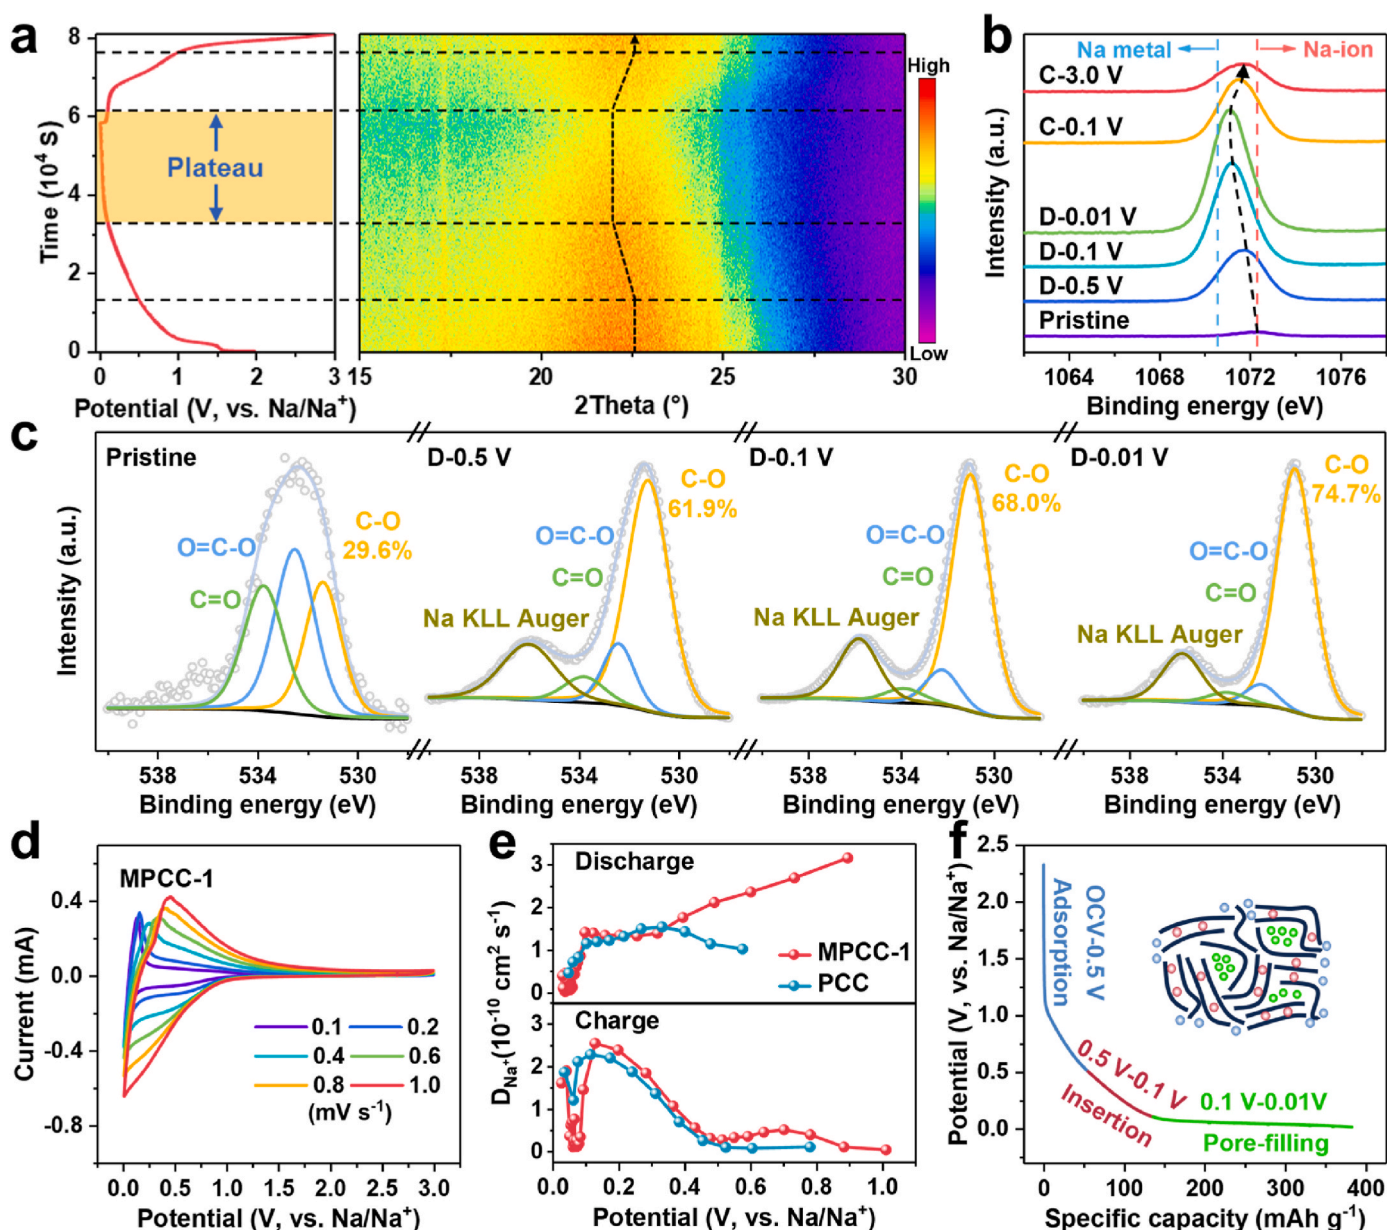 a
8
6
4
2
0
Time (10⁴ S)
Plateau
0
1
2
3
Potential (V, vs. Na/Na⁺)
15
20
25
30
2Theta (°)
High
Low
b
Na metal
Na-ion
C-3.0 V
C-0.1 V
D-0.01 V
D-0.1 V
D-0.5 V
Pristine
Intensity (a.u.)
1064
1068
1072
1076
Binding energy (eV)
c
Intensity (a.u.)
Pristine
C-O
29.6%
O=C-O
C=O
538
534
530
Binding energy (eV)
D-0.5 V
C-O
61.9%
O=C-O
C=O
Na KLL Auger
538
534
530
Binding energy (eV)
D-0.1 V
C-O
68.0%
O=C-O
C=O
Na KLL Auger
538
534
530
Binding energy (eV)
D-0.01 V
C-O
74.7%
O=C-O
C=O
Na KLL Auger
538
534
530
Binding energy (eV)
d
MPCC-1
0.4
0.0
-0.4
-0.8
Current (mA)
0.1
0.2
0.4
0.6
0.8
1.0
(mV s⁻¹)
0.0
0.5
1.0
1.5
2.0
2.5
3.0
Potential (V, vs. Na/Na⁺)
e
Discharge
3
2
1
0
MPCC-1
PCC
Charge
3
2
1
0
D_Na⁺(10⁻¹⁰ cm² s⁻¹)
0.0
0.2
0.4
0.6
0.8
1.0
Potential (V, vs. Na/Na⁺)
f
2.5
2.0
1.5
1.0
0.5
0.0
Potential (V, vs. Na/Na⁺)
OCV-0.5 V
Adsorption
0.5 V-0.1 V
Insertion
0.1 V-0.01V
Pore-filling
0
100
200
300
400
Specific capacity (mAh g⁻¹)